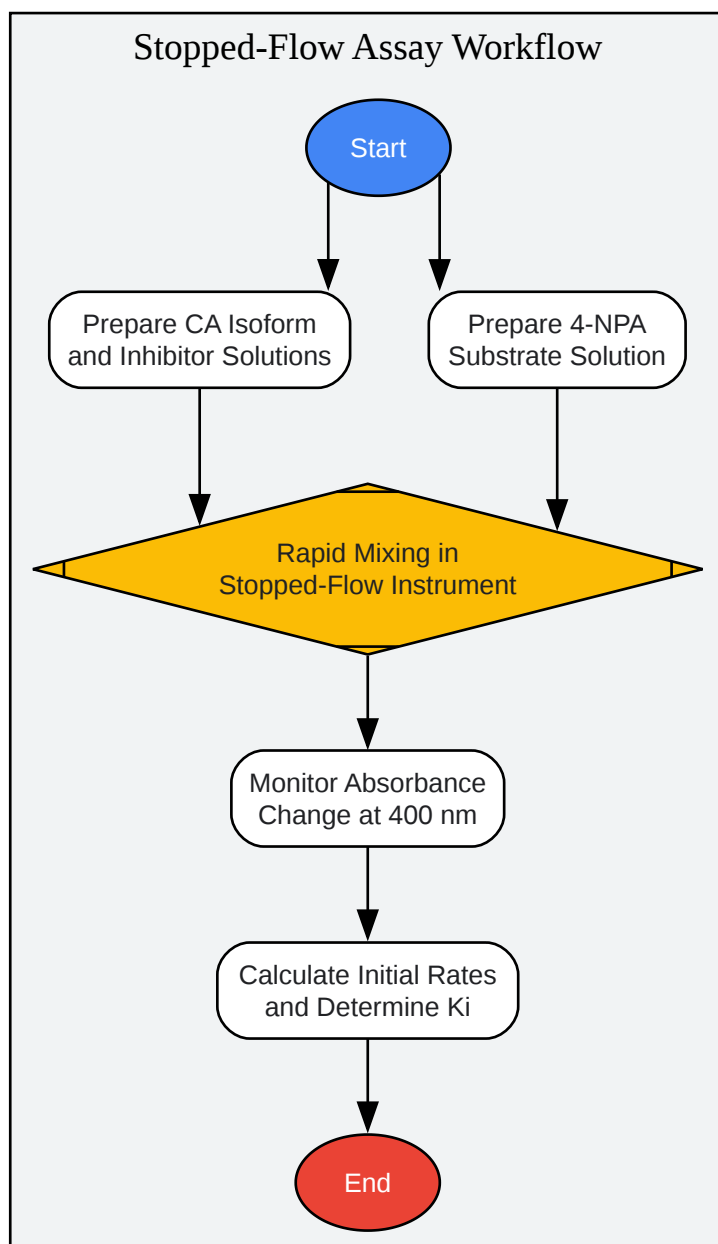 Stopped-Flow Assay Workflow
Start
Prepare CA Isoform
and Inhibitor Solutions
Prepare 4-NPA
Substrate Solution
Rapid Mixing in
Stopped-Flow Instrument
Monitor Absorbance
Change at 400 nm
Calculate Initial Rates
and Determine Ki
End